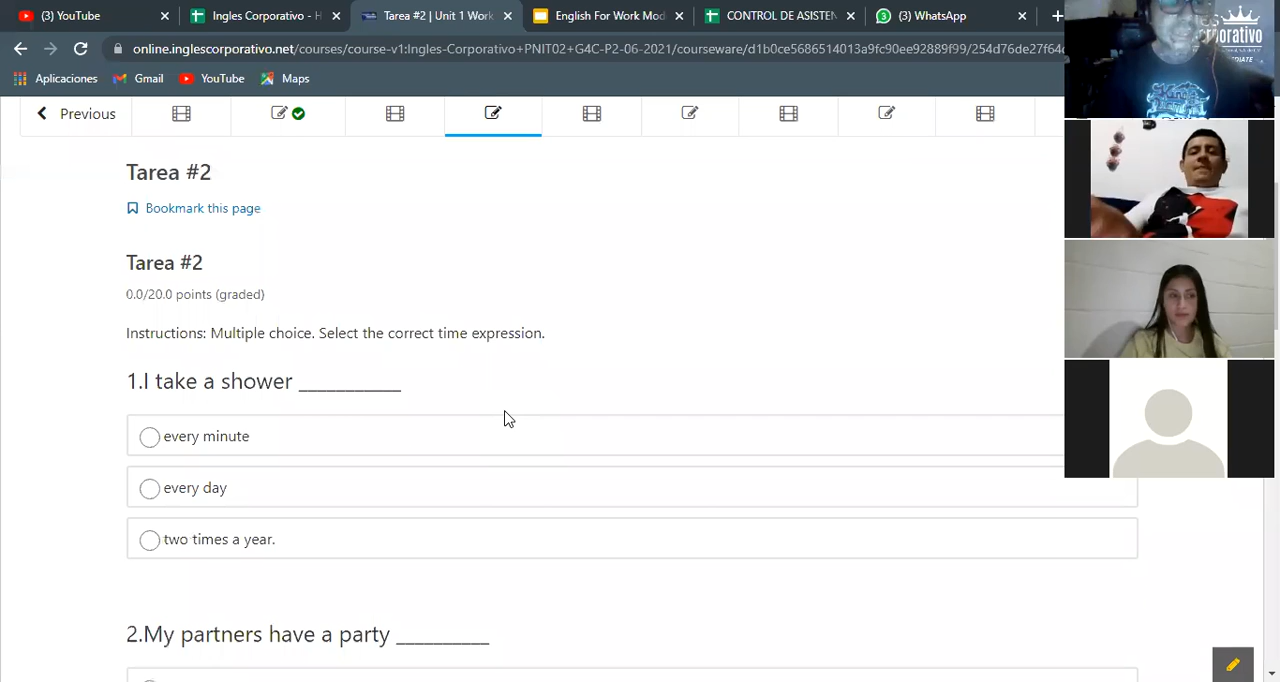 (3) YouTube
Ingles Corporativo - H
Tarea #2 | Unit 1 Work
English For Work Mod
CONTROL DE ASISTEN
(3) WhatsApp
online.inglescorporativo.net/courses/course-v1:Ingles-Corporativo+PNIT02+G4C-P2-06-2021/courseware/d1b0ce5686514013a9fc90ee92889f99/254d76de27f64c
Aplicaciones
Gmail
YouTube
Maps
Previous
Tarea #2
Bookmark this page
Tarea #2
0.0/20.0 points (graded)
Instructions: Multiple choice. Select the correct time expression.
1.I take a shower ___________
every minute
every day
two times a year.
2.My partners have a party __________